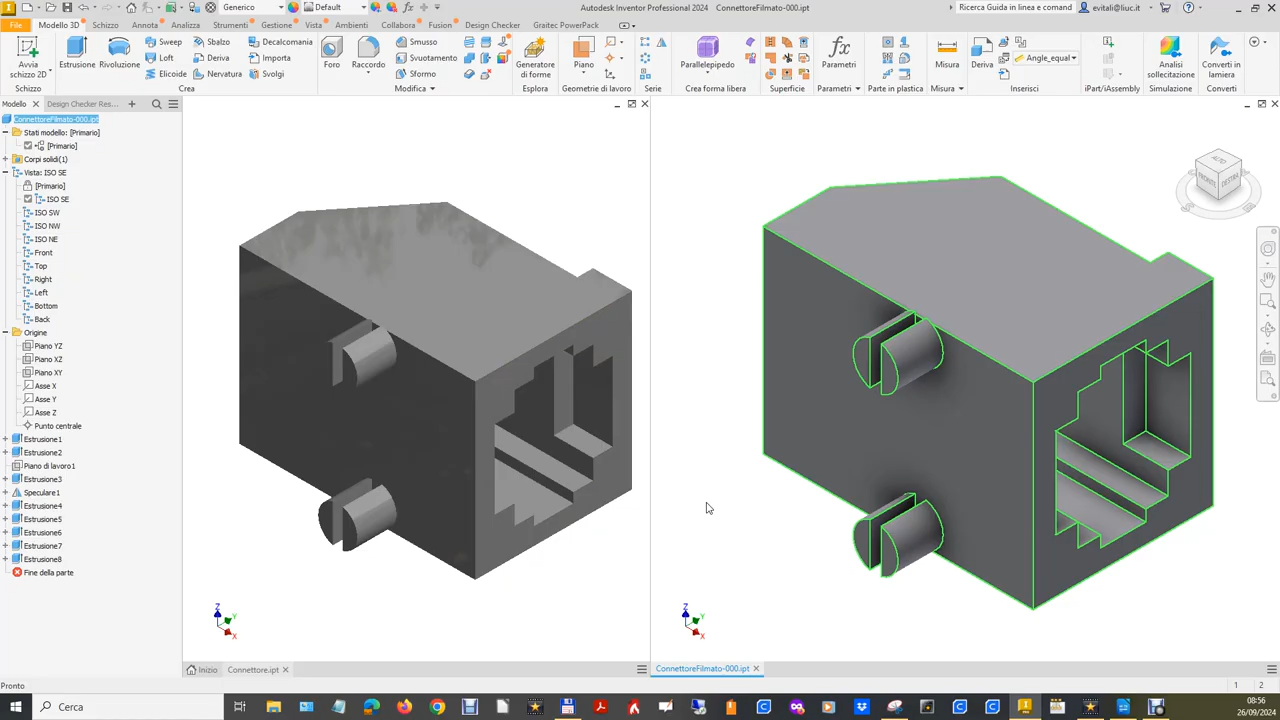 Generico
Default
Autodesk Inventor Professional 2024
ConnettoreFilmato-000.ipt
Ricerca Guida in linea e comand
evitali@liuc.it
File
Modello 3D
Schizzo
Annota
Analizza
Strumenti
Gestione
Vista
Ambienti
Collabora
Fusion
Design Checker
Graitec PowerPack
Avvia
schizzo 2D
Estrusione
Rivoluzione
Sweep
Loft
Elicoide
Sbalzo
Deriva
Nervatura
Decalcomania
Importa
Svolgi
Foro
Raccordo
Smusso
Svuotamento
Sformo
Generatore
di forme
Piano
Parallelepipedo
Parametri
Misura
Deriva
Angle_equal
Analisi
sollecitazione
Converti in
lamiera
Schizzo
Crea
Modifica
Esplora
Geometrie di lavoro
Serie
Crea forma libera
Superficie
Parametri
Parte in plastica
Misura
Inserisci
iPart/iAssembly
Simulazione
Converti
Modello
Design Checker Res...
ConnettoreFilmato-000.ipt
Stati modello: [Primario]
[Primario]
Corpi solidi(1)
Vista: ISO SE
[Primario]
ISO SE
ISO SW
ISO NW
ISO NE
Front
Top
Right
Left
Bottom
Back
Origine
Piano YZ
Piano XZ
Piano XY
Asse X
Asse Y
Asse Z
Punto centrale
Estrusione1
Estrusione2
Piano di lavoro1
Estrusione3
Speculare1
Estrusione4
Estrusione5
Estrusione6
Estrusione7
Estrusione8
Fine della parte
ALTO
FRONTE
DESTRA
Z
Y
X
Z
Y
X
Inizio
Connettore.ipt
ConnettoreFilmato-000.ipt
Pronto
1
2
Cerca
08:56
26/09/2024